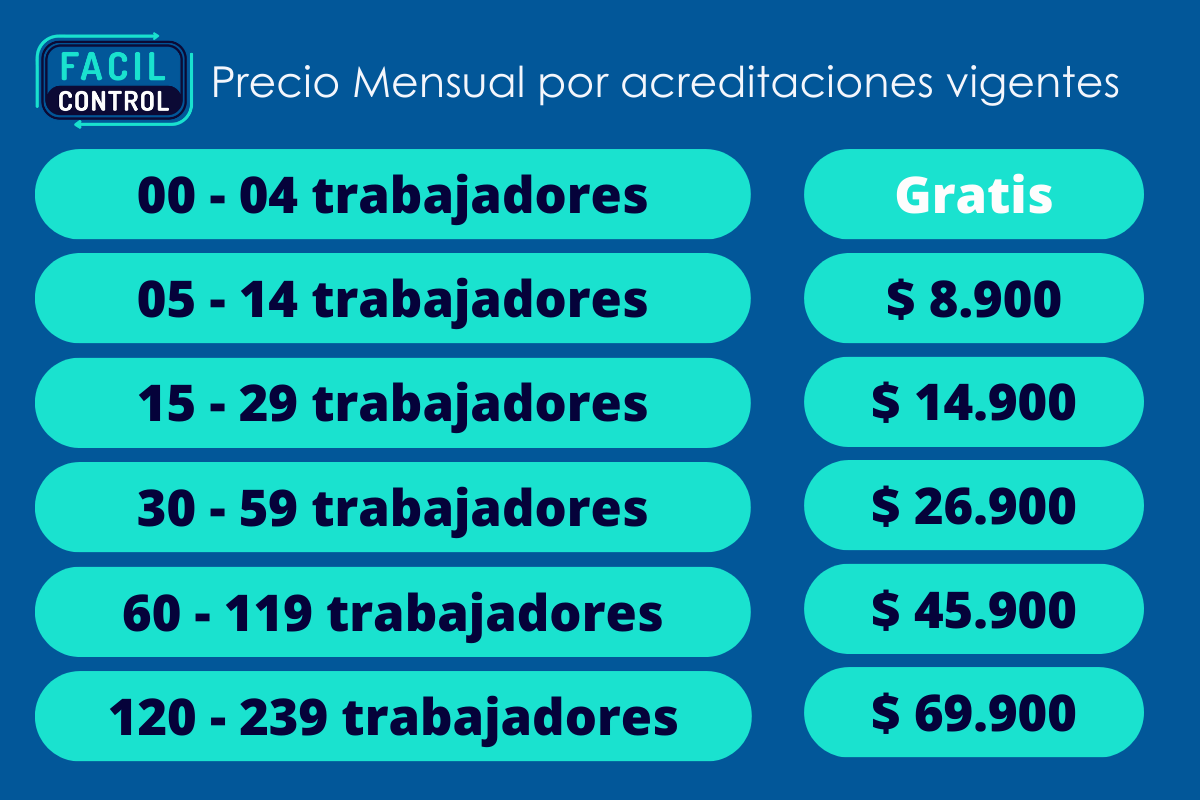 FACIL
CONTROL
Precio Mensual por acreditaciones vigentes
00 - 04 trabajadores Gratis
05 - 14 trabajadores $ 8.900
15 - 29 trabajadores $ 14.900
30 - 59 trabajadores $ 26.900
60 - 119 trabajadores $ 45.900
120 - 239 trabajadores $ 69.900